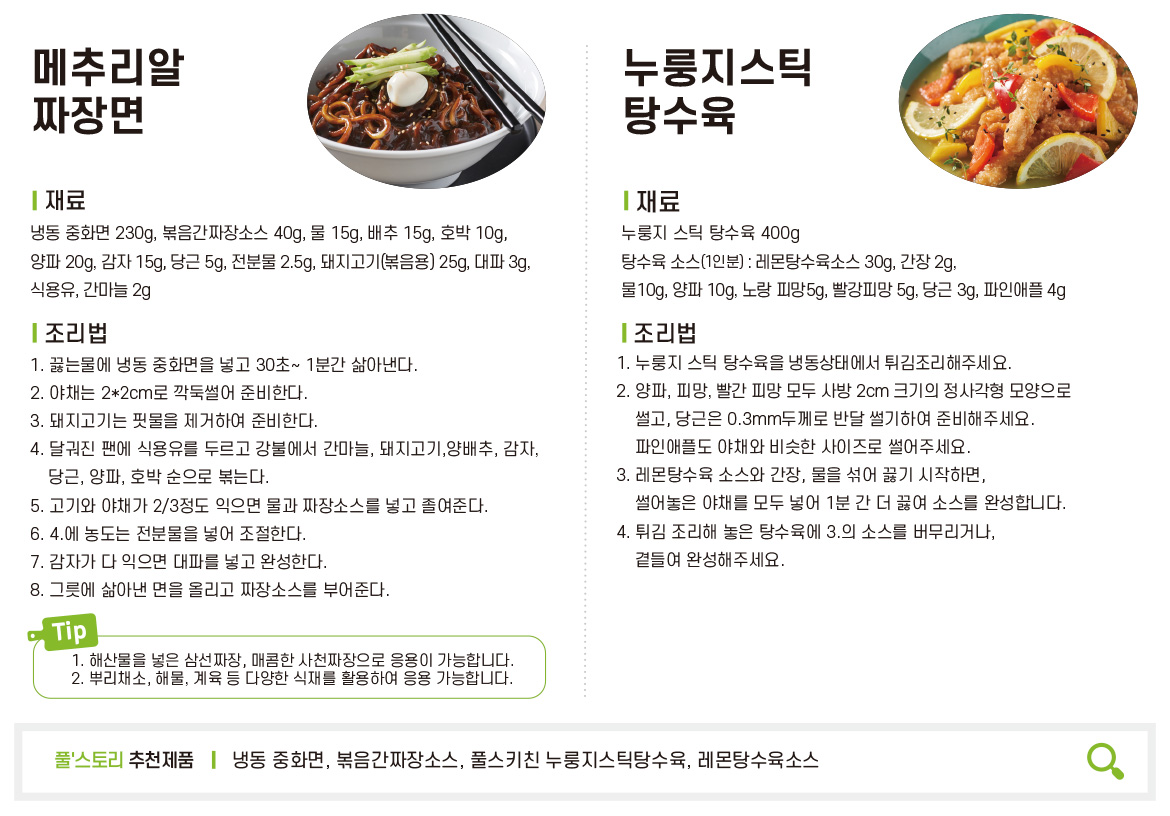 메추리알
짜장면
재료
냉동 중화면 230g, 볶음간짜장소스 40g, 물 15g, 배추 15g, 호박 10g,
양파 20g, 감자 15g, 당근 5g, 전분물 2.5g, 돼지고기(볶음용) 25g, 대파 3g,
식용유, 간마늘 2g
조리법
1. 끓는물에 냉동 중화면을 넣고 30초~ 1분간 삶아낸다.
2. 야채는 2*2cm로 깍둑썰어 준비한다.
3. 돼지고기는 핏물을 제거하여 준비한다.
4. 달궈진 팬에 식용유를 두르고 강불에서 간마늘, 돼지고기,양배추, 감자,
당근, 양파, 호박 순으로 볶는다.
5. 고기와 야채가 2/3정도 익으면 물과 짜장소스를 넣고 졸여준다.
6. 4.에 농도는 전분물을 넣어 조절한다.
7. 감자가 다 익으면 대파를 넣고 완성한다.
8. 그릇에 삶아낸 면을 올리고 짜장소스를 부어준다.
Tip
1. 해산물을 넣은 삼선짜장, 매콤한 사천짜장으로 응용이 가능합니다.
2. 뿌리채소, 해물, 계육 등 다양한 식재를 활용하여 응용 가능합니다.
누룽지스틱
탕수육
재료
누룽지 스틱 탕수육 400g
탕수육 소스(1인분) : 레몬탕수육소스 30g, 간장 2g,
물10g, 양파 10g, 노랑 피망5g, 빨강피망 5g, 당근 3g, 파인애플 4g
조리법
1. 누룽지 스틱 탕수육을 냉동상태에서 튀김조리해주세요.
2. 양파, 피망, 빨간 피망 모두 사방 2cm 크기의 정사각형 모양으로
썰고, 당근은 0.3mm두께로 반달 썰기하여 준비해주세요.
파인애플도 야채와 비슷한 사이즈로 썰어주세요.
3. 레몬탕수육 소스와 간장, 물을 섞어 끓기 시작하면,
썰어놓은 야채를 모두 넣어 1분 간 더 끓여 소스를 완성합니다.
4. 튀김 조리해 놓은 탕수육에 3.의 소스를 버무리거나,
곁들여 완성해주세요.
풀'스토리 추천제품 | 냉동 중화면, 볶음간짜장소스, 풀스키친 누룽지스틱탕수육, 레몬탕수육소스